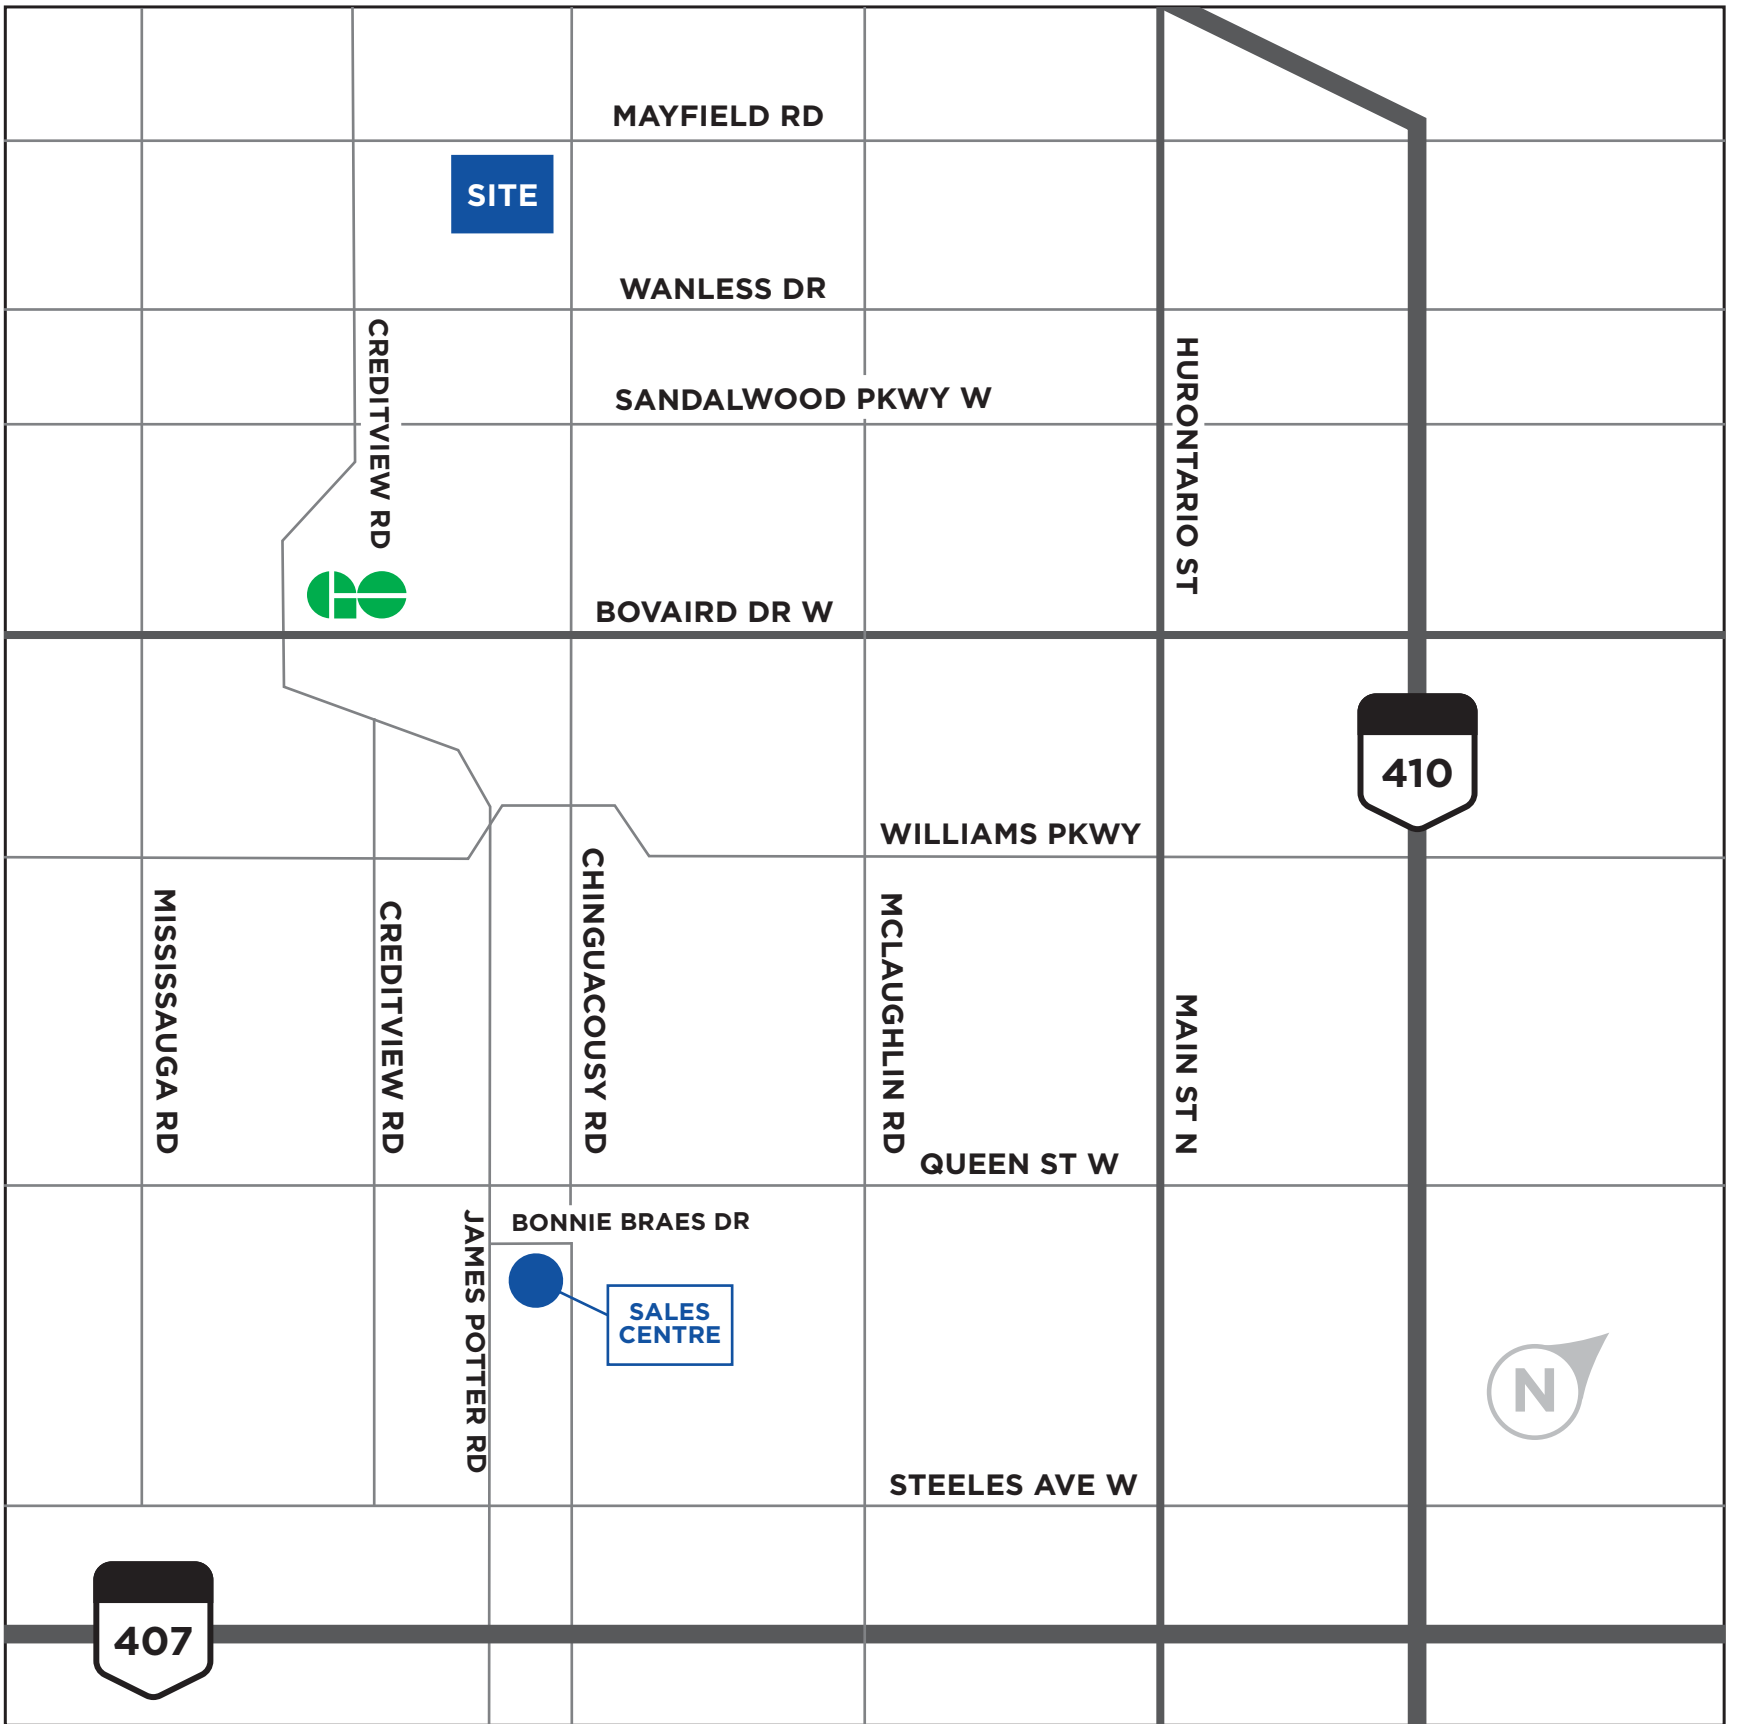 MAYFIELD RD
SITE
WANLESS DR
CREDITVIEW RD
HURONTARIO ST
SANDALWOOD PKWY W
GO
BOVAIRD DR W
410
WILLIAMS PKWY
CHINGUACOUSY RD
MISSISSAUGA RD
CREDITVIEW RD
MCLAUGHLIN RD
MAIN ST N
QUEEN ST W
JAMES POTTER RD
BONNIE BRAES DR
SALES
CENTRE
N
STEELES AVE W
407